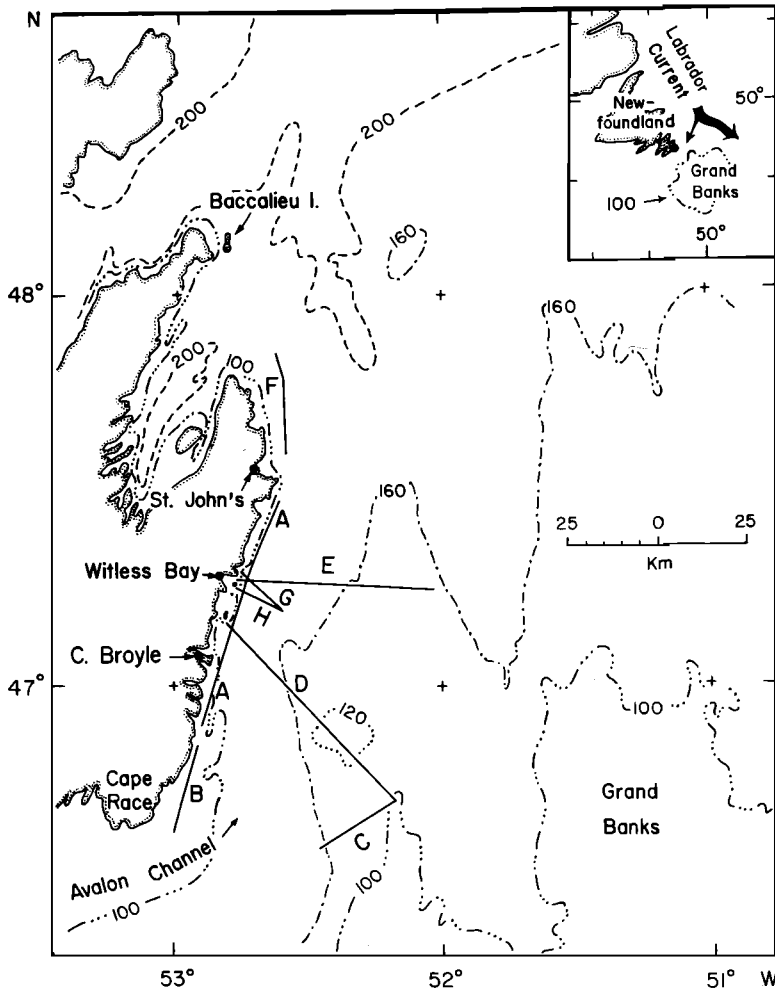 N
200
200
Baccalieu I.
160
Labrador
Current
50°
New-
foundland
Grand
Banks
100
50°
48°
160
200
100
F
St. John's
A
160
25 0 25
Km
Witless Bay
E
G
H
C. Broyle
47°
A
D
120
100
Cape
Race
B
Grand
Banks
C
Avalon Channel
100
100
53°
52°
51°
W